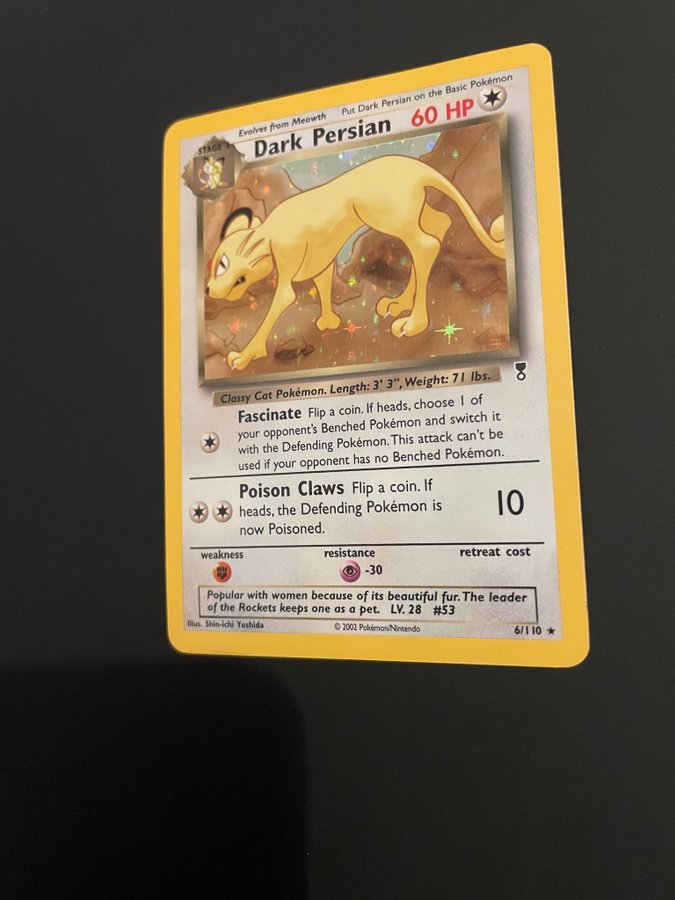 Evolves from Meowth Put Dark Persian on the Basic Pokémon
STAGE 1
Dark Persian 60 HP
Classy Cat Pokémon. Length: 3' 3", Weight: 71 lbs.
Fascinate Flip a coin. If heads, choose 1 of
your opponent's Benched Pokémon and switch it
with the Defending Pokémon. This attack can't be
used if your opponent has no Benched Pokémon.
Poison Claws Flip a coin. If
heads, the Defending Pokémon is 10
now Poisoned.
weakness resistance retreat cost
-30
Popular with women because of its beautiful fur. The leader
of the Rockets keeps one as a pet. LV. 28 #53
Illus. Shin-ichi Yoshida © 2002 Pokémon/Nintendo 6/110 ★